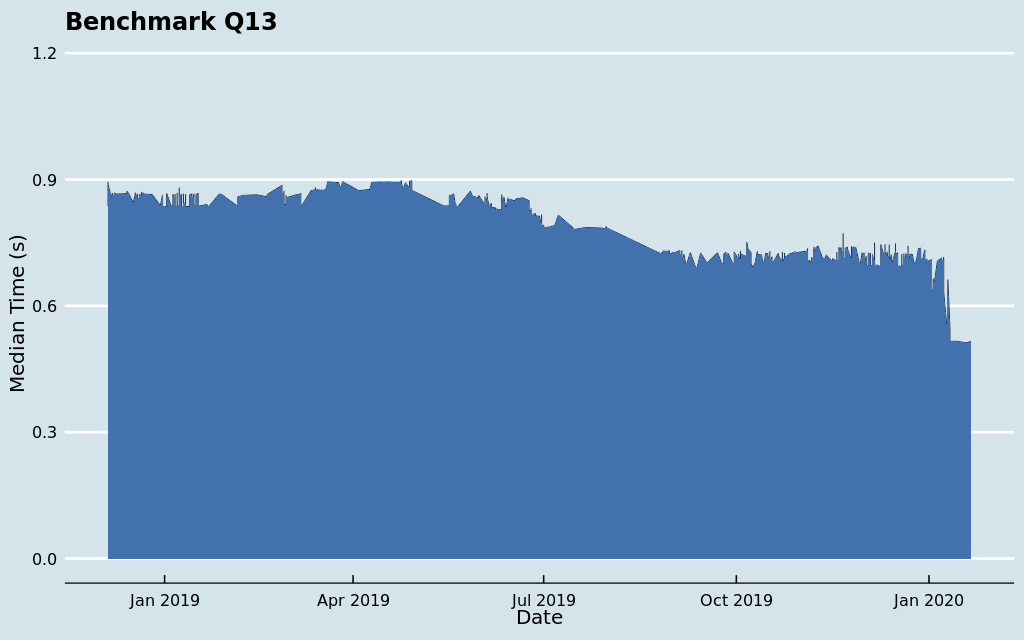 Benchmark Q13
1.2
0.9
0.6
0.3
0.0
Median Time (s)
Jan 2019
Apr 2019
Jul 2019
Oct 2019
Jan 2020
Date